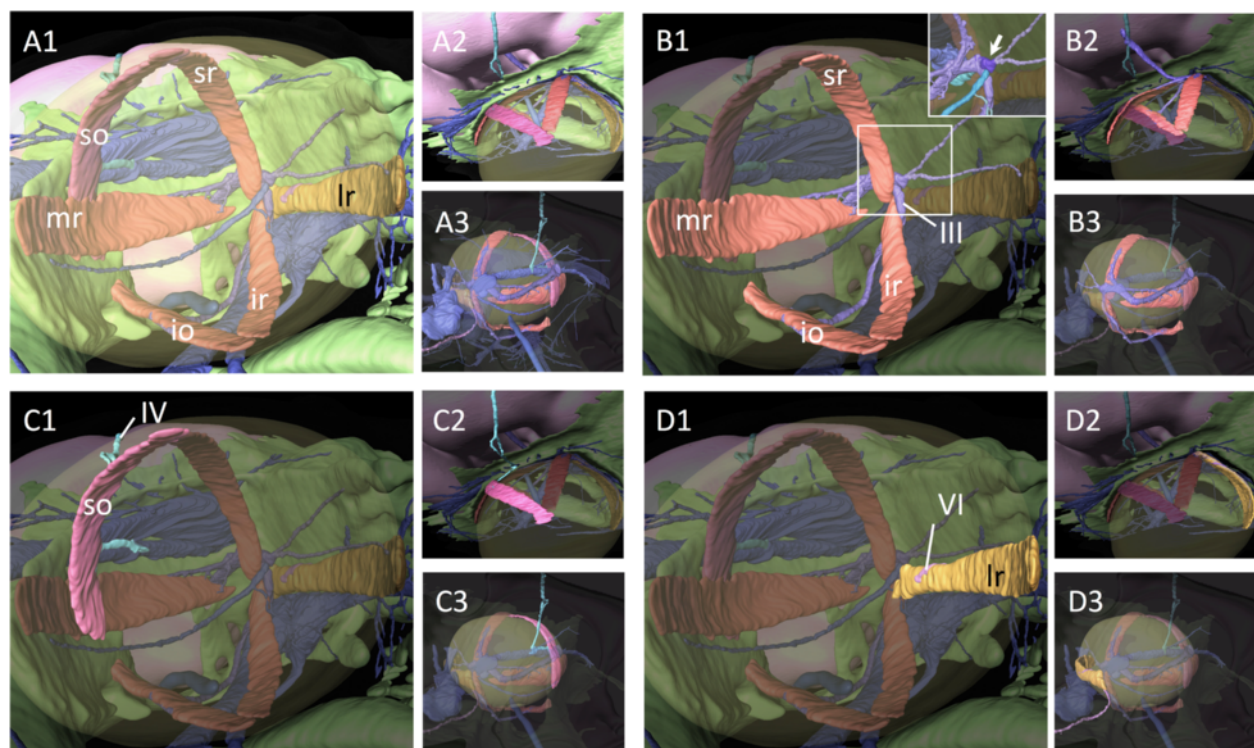 A1
sr
so
mr
lr
ir
io
A2
A3
B1
sr
mr
III
ir
io
B2
B3
C1
IV
so
C2
C3
D1
VI
lr
D2
D3